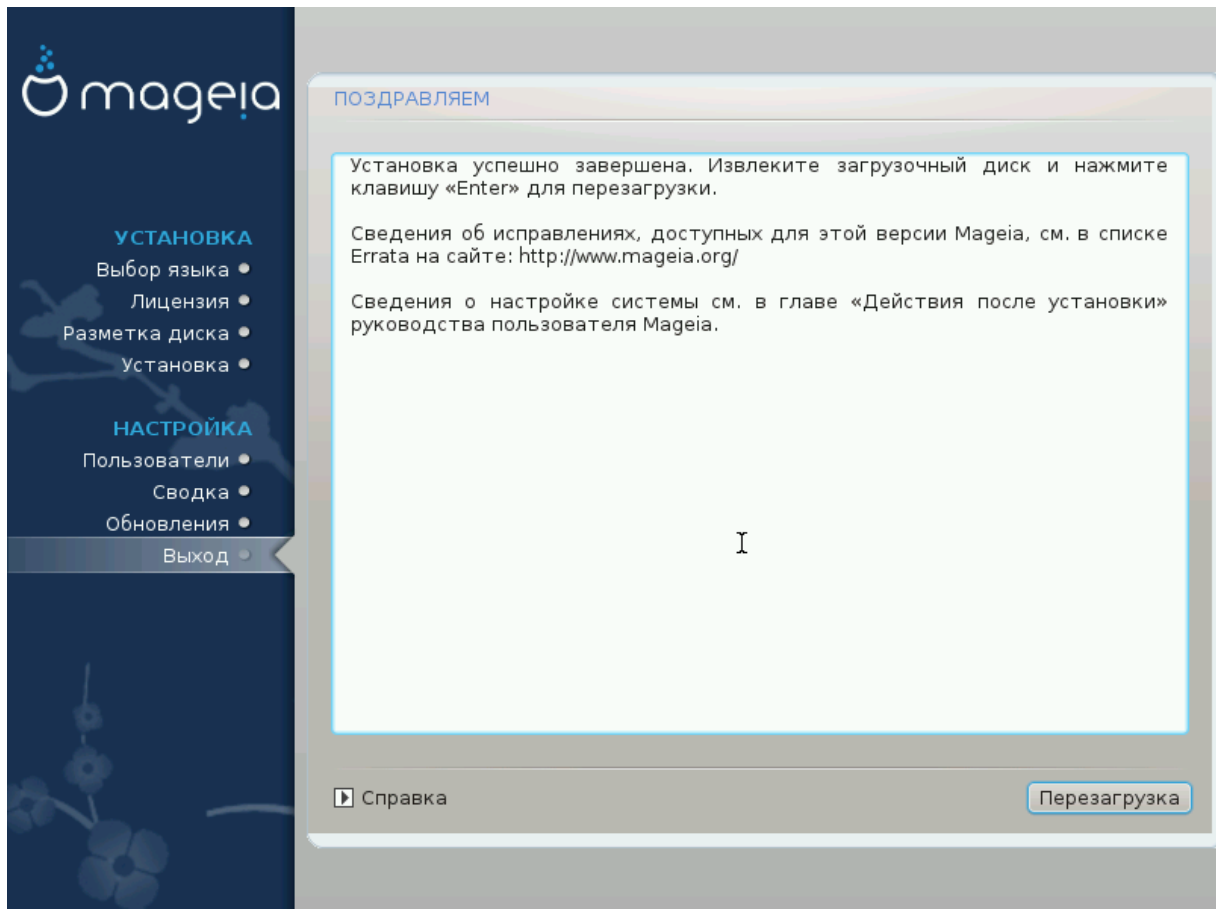 mageia
УСТАНОВКА
Выбор языка
Лицензия
Разметка диска
Установка
НАСТРОЙКА
Пользователи
Сводка
Обновления
Выход
ПОЗДРАВЛЯЕМ
Установка успешно завершена. Извлеките загрузочный диск и нажмите
клавишу «Enter» для перезагрузки.
Сведения об исправлениях, доступных для этой версии Mageia, см. в списке
Errata на сайте: http://www.mageia.org/
Сведения о настройке системы см. в главе «Действия после установки»
руководства пользователя Mageia.
Справка
Перезагрузка